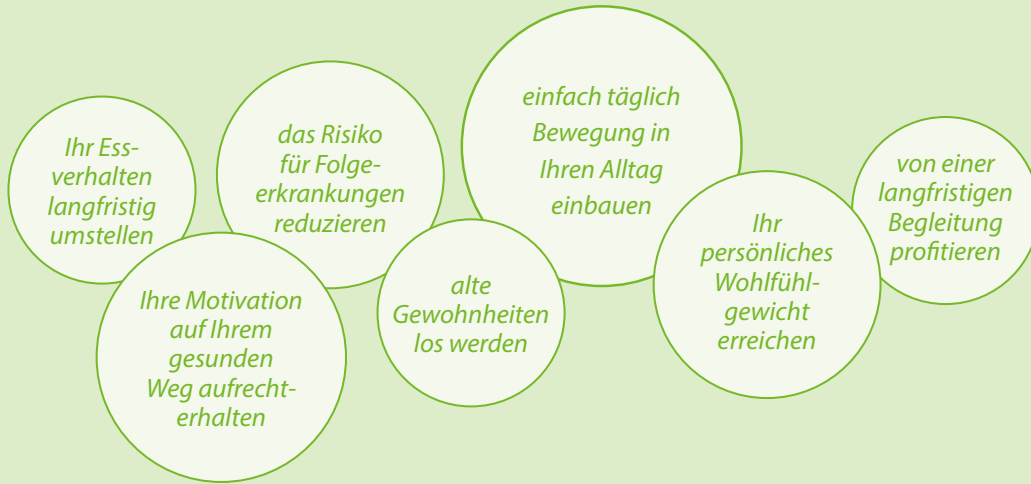 Ihr Ess-
verhalten
langfristig
umstellen
Ihre Motivation
auf Ihrem
gesunden
Weg aufrecht-
erhalten
das Risiko
für Folge-
erkrankungen
reduzieren
alte
Gewohnheiten
los werden
einfach täglich
Bewegung in
Ihren Alltag
einbauen
Ihr
persönliches
Wohlfühl-
gewicht
erreichen
von einer
langfristigen
Begleitung
profitieren